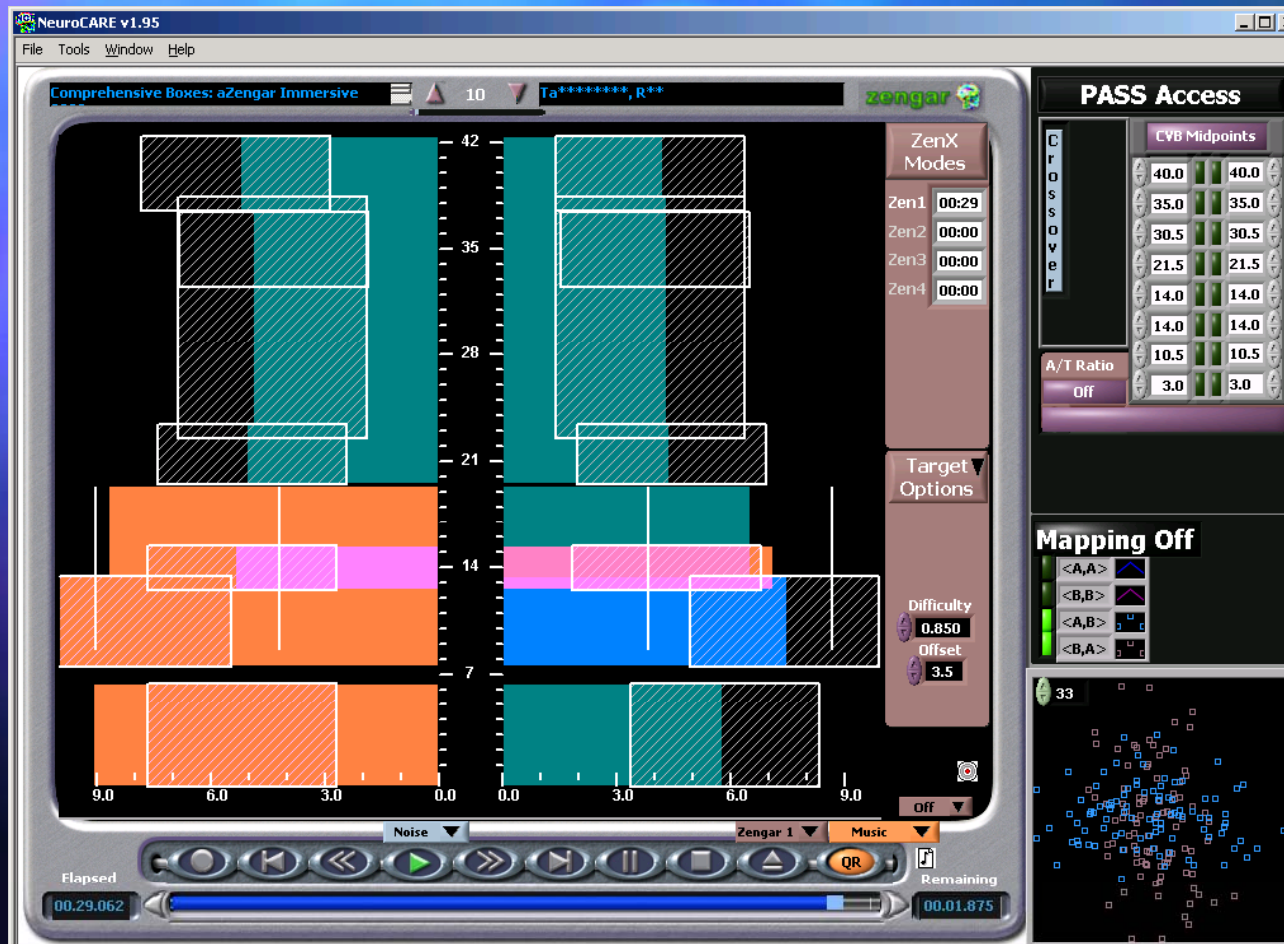 NeuroCARE v1.95
File Tools Window Help
Comprehensive Boxes: aZengar Immersive
10
Ta********, R**
zengar
42
35
28
21
14
7
9.0 6.0 3.0 0.0 0.0 3.0 6.0 9.0
ZenX Modes
Zen1 00:29
Zen2 00:00
Zen3 00:00
Zen4 00:00
Target Options
Difficulty
0.850
Offset
3.5
Off
Noise
Zengar 1
Music
QR
Elapsed
00.29.062
Remaining
00.01.875
PASS Access
Crossover
CVB Midpoints
40.0 40.0
35.0 35.0
30.5 30.5
21.5 21.5
14.0 14.0
14.0 14.0
10.5 10.5
3.0 3.0
A/T Ratio
Off
Mapping Off
<A,A>
<B,B>
<A,B>
<B,A>
33